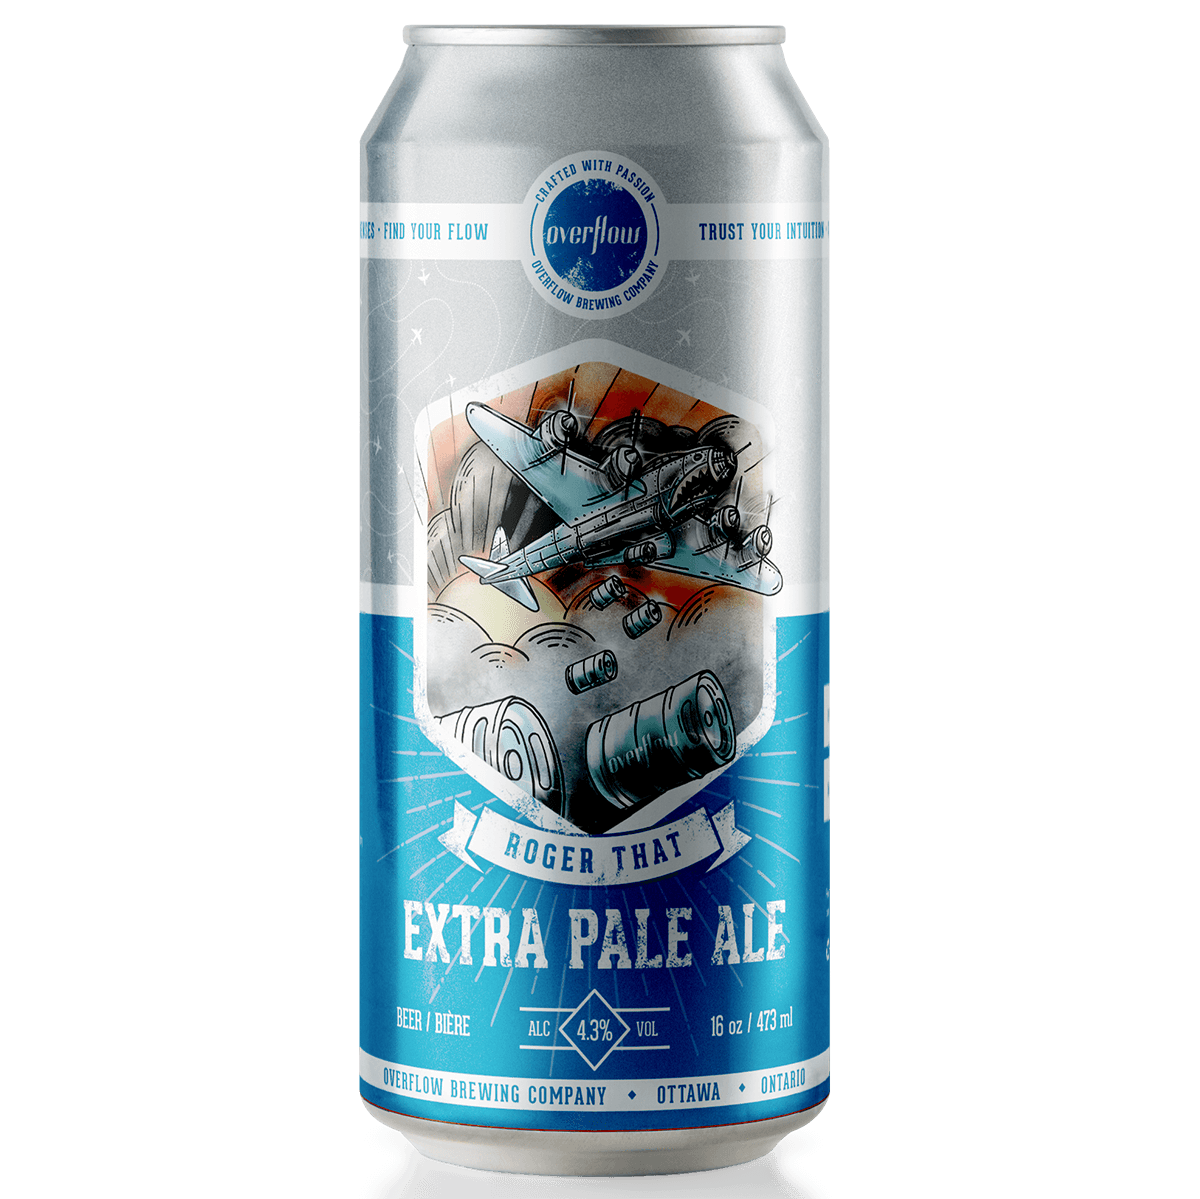 CRAFTED WITH PASSION
FIND YOUR FLOW
overflow
TRUST YOUR INTUITION
OVERFLOW BREWING COMPANY
overflow
ROGER THAT
EXTRA PALE ALE
BEER / BIÈRE
ALC 4.3% VOL
16 oz / 473 ml
OVERFLOW BREWING COMPANY ♦ OTTAWA ♦ ONTARIO